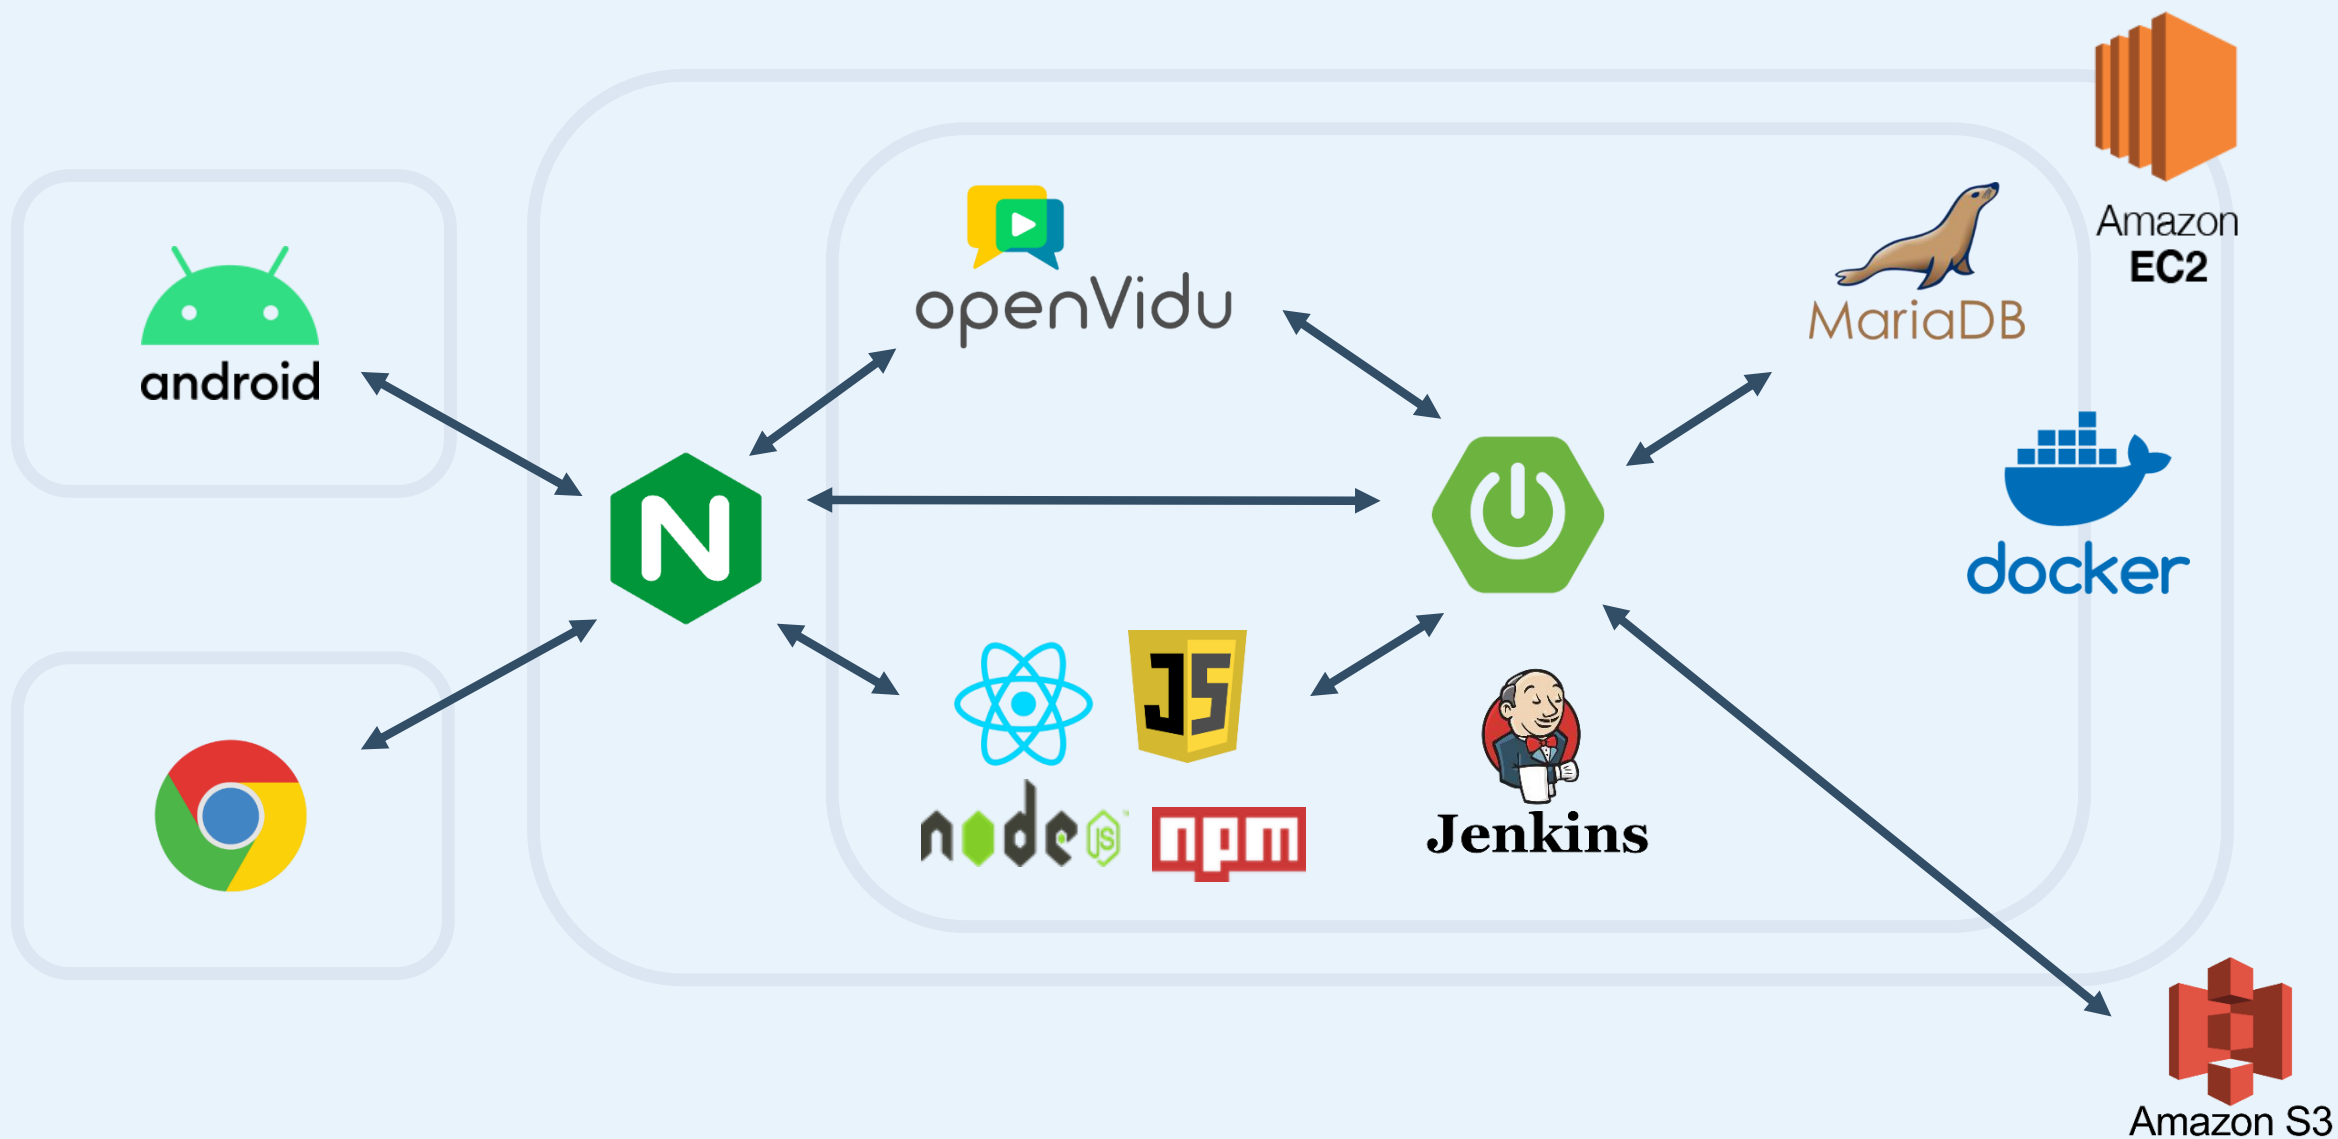 Amazon
EC2
openVidu
MariaDB
android
N
docker
JS
node
JS
npm
Jenkins
Amazon S3